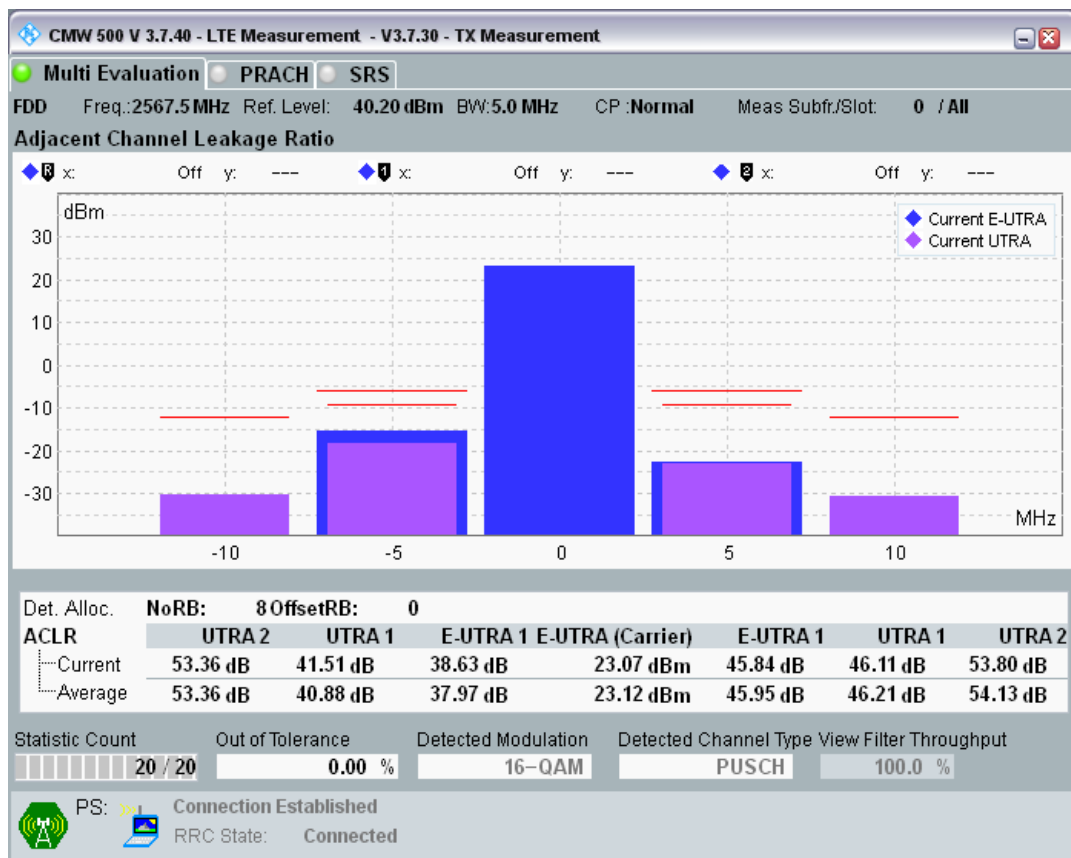 CMW 500 V 3.7.40 - LTE Measurement - V3.7.30 - TX Measurement
Multi Evaluation PRACH SRS
FDD Freq.:2567.5 MHz Ref. Level: 40.20 dBm BW:5.0 MHz CP :Normal Meas Subfr./Slot: 0 / All
Adjacent Channel Leakage Ratio
R x: Off y: --- 1 x: Off y: --- 2 x: Off y: ---
dBm
Current E-UTRA
Current UTRA
30
20
10
0
-10
-20
-30
MHz
-10 -5 0 5 10
Det. Alloc. NoRB: 8 OffsetRB: 0
ACLR UTRA 2 UTRA 1 E-UTRA 1 E-UTRA (Carrier) E-UTRA 1 UTRA 1 UTRA 2
Current 53.36 dB 41.51 dB 38.63 dB 23.07 dBm 45.84 dB 46.11 dB 53.80 dB
Average 53.36 dB 40.88 dB 37.97 dB 23.12 dBm 45.95 dB 46.21 dB 54.13 dB
Statistic Count Out of Tolerance Detected Modulation Detected Channel Type View Filter Throughput
20 / 20 0.00 % 16-QAM PUSCH 100.0 %
PS: Connection Established
RRC State: Connected